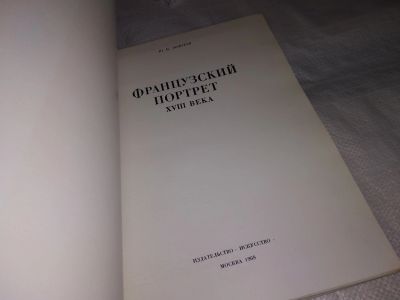 ФРАНЦУЗСКИЙ
ПОРТРЕТ
XVIII ВЕКА
ИЗДАТЕЛЬСТВО · ИСКУССТВО ·
МОСКВА 1968